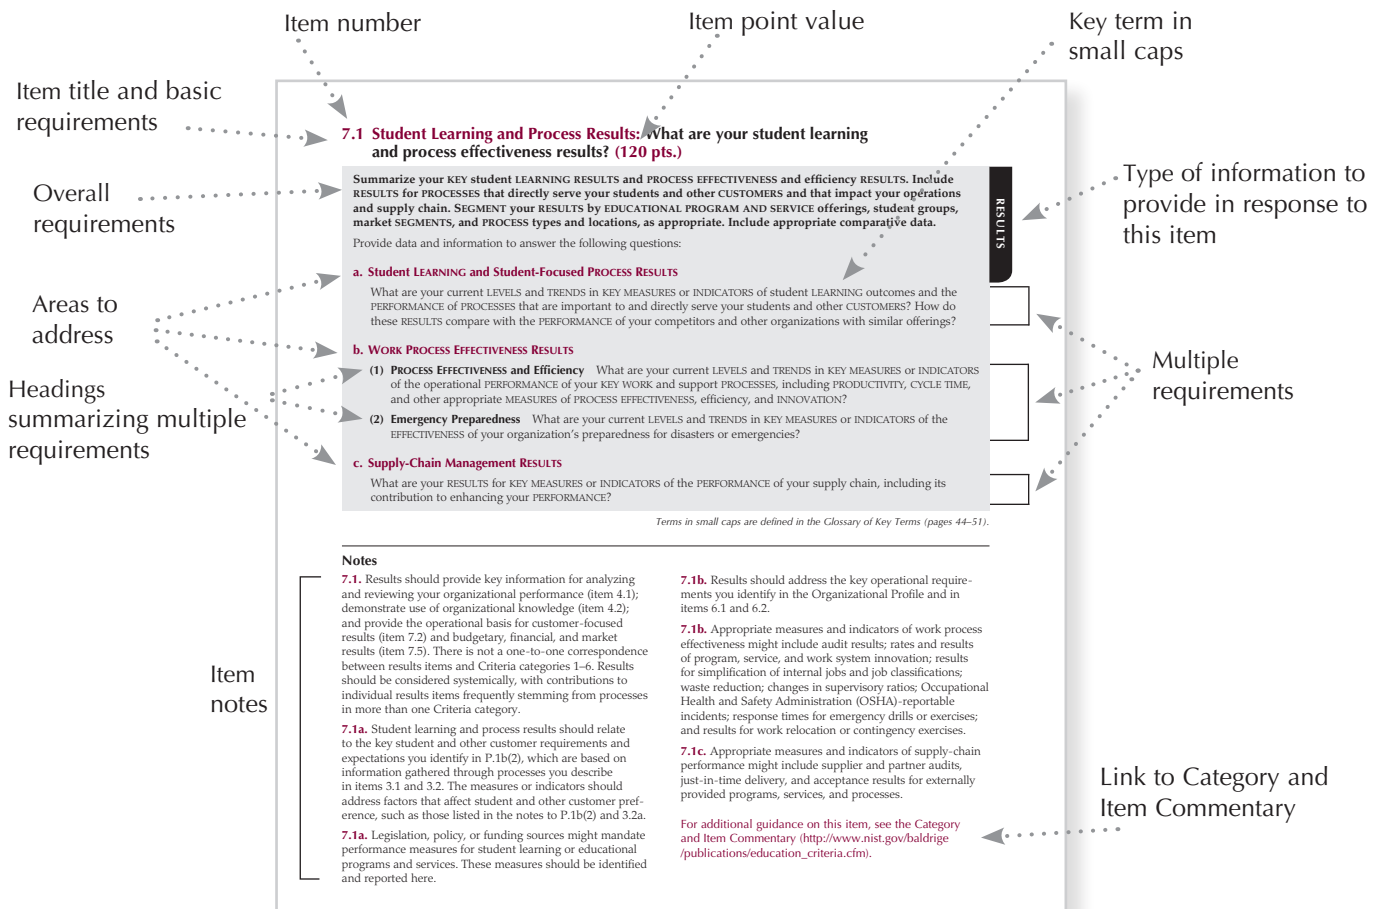 Item number
Item point value
Key term in
small caps
Item title and basic
requirements
Overall
requirements
Areas to
address
Headings
summarizing multiple
requirements
Item
notes
7.1 Student Learning and Process Results: What are your student learning
and process effectiveness results? (120 pts.)
Summarize your KEY student LEARNING RESULTS and PROCESS EFFECTIVENESS and efficiency RESULTS. Include
RESULTS for PROCESSES that directly serve your students and other CUSTOMERS and that impact your operations
and supply chain. SEGMENT your RESULTS by EDUCATIONAL PROGRAM AND SERVICE offerings, student groups,
market SEGMENTS, and PROCESS types and locations, as appropriate. Include appropriate comparative data.
Provide data and information to answer the following questions:
a. Student LEARNING and Student-Focused PROCESS RESULTS
What are your current LEVELS and TRENDS in KEY MEASURES or INDICATORS of student LEARNING outcomes and the
PERFORMANCE of PROCESSES that are important to and directly serve your students and other CUSTOMERS? How do
these RESULTS compare with the PERFORMANCE of your competitors and other organizations with similar offerings?
b. WORK PROCESS EFFECTIVENESS RESULTS
(1) PROCESS EFFECTIVENESS and Efficiency What are your current LEVELS and TRENDS in KEY MEASURES or INDICATORS
of the operational PERFORMANCE of your KEY WORK and support PROCESSES, including PRODUCTIVITY, CYCLE TIME,
and other appropriate MEASURES of PROCESS EFFECTIVENESS, efficiency, and INNOVATION?
(2) Emergency Preparedness What are your current LEVELS and TRENDS in KEY MEASURES or INDICATORS of the
EFFECTIVENESS of your organization's preparedness for disasters or emergencies?
c. Supply-Chain Management RESULTS
What are your RESULTS for KEY MEASURES or INDICATORS of the PERFORMANCE of your supply chain, including its
contribution to enhancing your PERFORMANCE?
RESULTS
Terms in small caps are defined in the Glossary of Key Terms (pages 44–51).
Notes
7.1. Results should provide key information for analyzing
and reviewing your organizational performance (item 4.1);
demonstrate use of organizational knowledge (item 4.2);
and provide the operational basis for customer-focused
results (item 7.2) and budgetary, financial, and market
results (item 7.5). There is not a one-to-one correspondence
between results items and Criteria categories 1–6. Results
should be considered systemically, with contributions to
individual results items frequently stemming from processes
in more than one Criteria category.
7.1a. Student learning and process results should relate
to the key student and other customer requirements and
expectations you identify in P.1b(2), which are based on
information gathered through processes you describe
in items 3.1 and 3.2. The measures or indicators should
address factors that affect student and other customer pref-
erence, such as those listed in the notes to P.1b(2) and 3.2a.
7.1a. Legislation, policy, or funding sources might mandate
performance measures for student learning or educational
programs and services. These measures should be identified
and reported here.
7.1b. Results should address the key operational require-
ments you identify in the Organizational Profile and in
items 6.1 and 6.2.
7.1b. Appropriate measures and indicators of work process
effectiveness might include audit results; rates and results
of program, service, and work system innovation; results
for simplification of internal jobs and job classifications;
waste reduction; changes in supervisory ratios; Occupational
Health and Safety Administration (OSHA)-reportable
incidents; response times for emergency drills or exercises;
and results for work relocation or contingency exercises.
7.1c. Appropriate measures and indicators of supply-chain
performance might include supplier and partner audits,
just-in-time delivery, and acceptance results for externally
provided programs, services, and processes.
For additional guidance on this item, see the Category
and Item Commentary (http://www.nist.gov/baldrige
/publications/education_criteria.cfm).
Type of information to
provide in response to
this item
Multiple
requirements
Link to Category and
Item Commentary